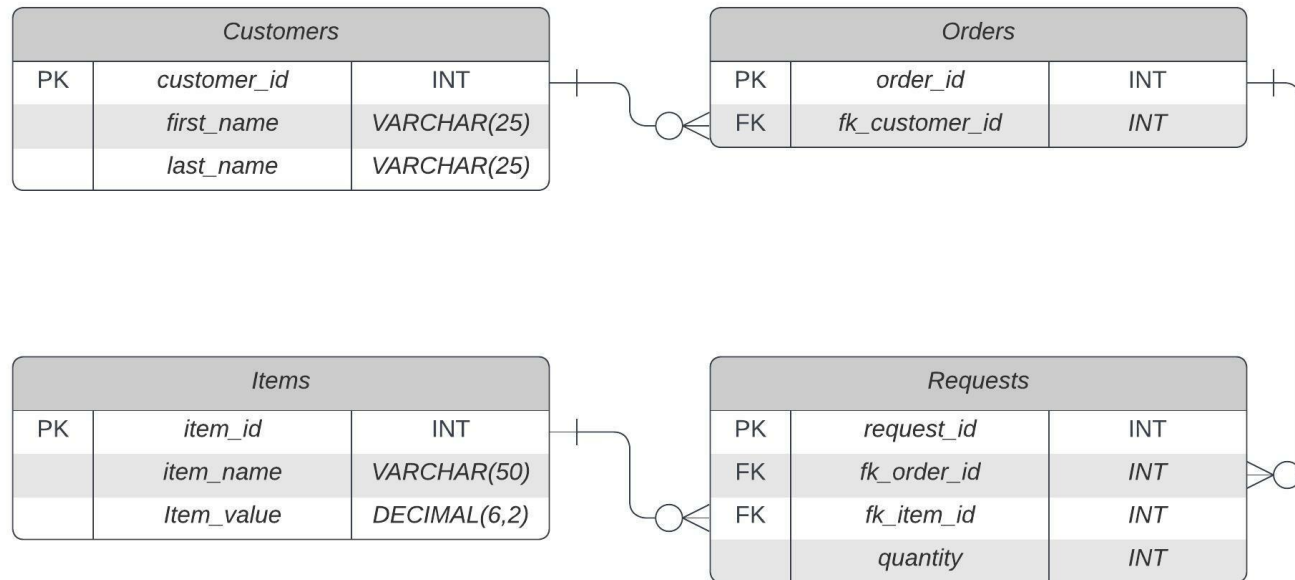 Customers
PK customer_id INT
first_name VARCHAR(25)
last_name VARCHAR(25)
Orders
PK order_id INT
FK fk_customer_id INT
Items
PK item_id INT
item_name VARCHAR(50)
Item_value DECIMAL(6,2)
Requests
PK request_id INT
FK fk_order_id INT
FK fk_item_id INT
quantity INT